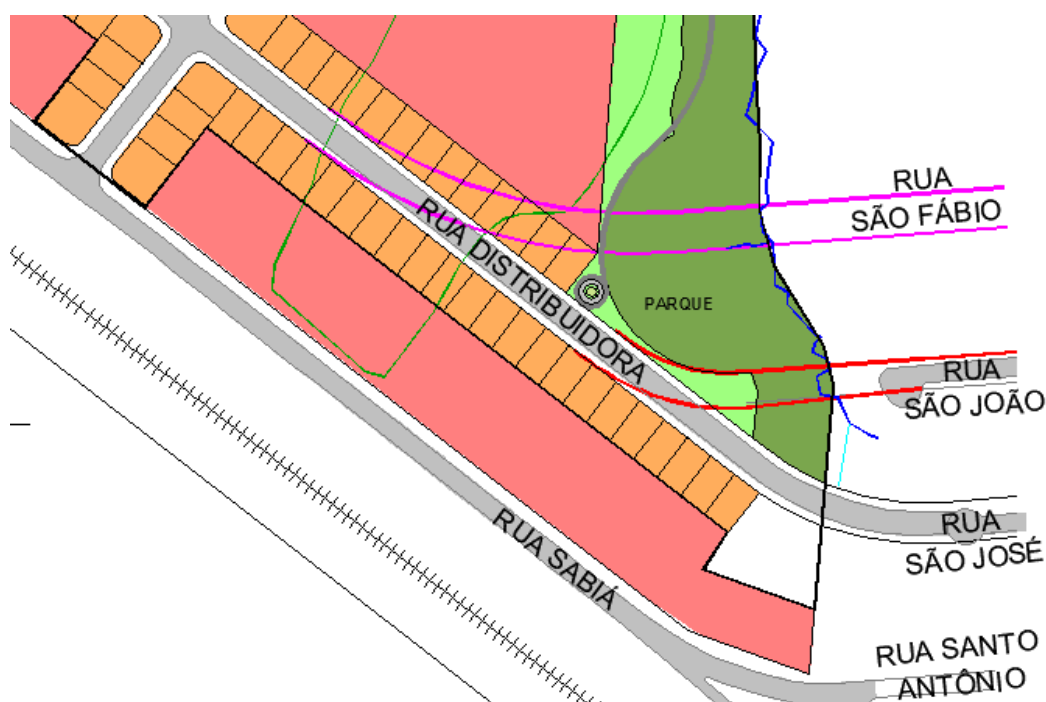 RUA
SÃO FÁBIO
RUA DISTRIBUIDORA
PARQUE
RUA
SÃO JOÃO
RUA
SÃO JOSÉ
RUA SABIÁ
RUA SANTO
ANTÔNIO